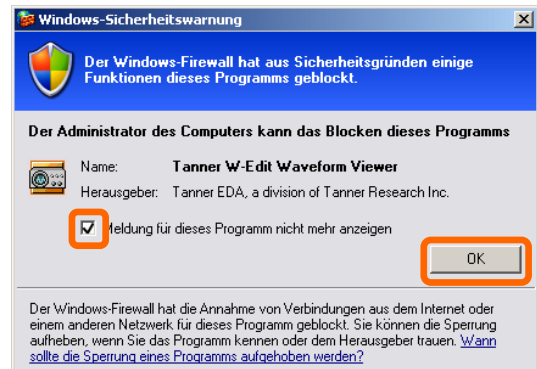 Windows-Sicherheitswarnung
Der Windows-Firewall hat aus Sicherheitsgründen einige
Funktionen dieses Programms geblockt.
Der Administrator des Computers kann das Blocken dieses Programms
Name: Tanner W-Edit Waveform Viewer
Herausgeber: Tanner EDA, a division of Tanner Research Inc.
Meldung für dieses Programm nicht mehr anzeigen
OK
Der Windows-Firewall hat die Annahme von Verbindungen aus dem Internet oder
einem anderen Netzwerk für dieses Programm geblockt. Sie können die Sperrung
aufheben, wenn Sie das Programm kennen oder dem Herausgeber trauen. Wann
sollte die Sperrung eines Programms aufgehoben werden?